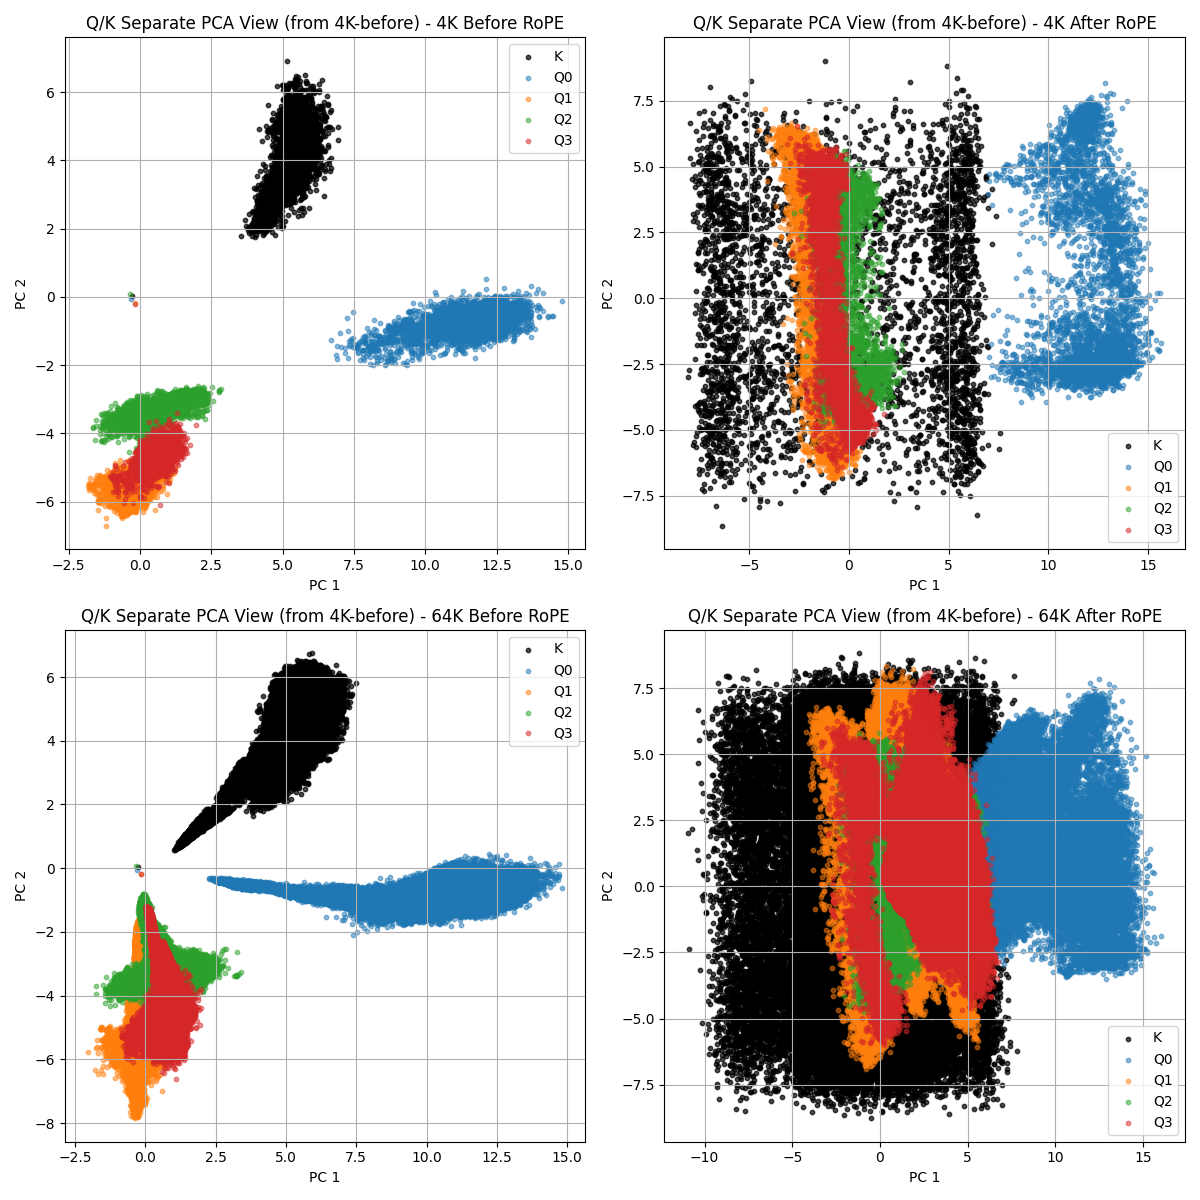 Q/K Separate PCA View (from 4K-before) - 4K Before RoPE
K
Q0
Q1
Q2
Q3
6
4
2
0
−2
−4
−6
PC 2
−2.5
0.0
2.5
5.0
7.5
10.0
12.5
15.0
PC 1
Q/K Separate PCA View (from 4K-before) - 4K After RoPE
7.5
5.0
2.5
0.0
−2.5
−5.0
−7.5
PC 2
K
Q0
Q1
Q2
Q3
−5
0
5
10
15
PC 1
Q/K Separate PCA View (from 4K-before) - 64K Before RoPE
K
Q0
Q1
Q2
Q3
6
4
2
0
−2
−4
−6
−8
PC 2
−2.5
0.0
2.5
5.0
7.5
10.0
12.5
15.0
PC 1
Q/K Separate PCA View (from 4K-before) - 64K After RoPE
7.5
5.0
2.5
0.0
−2.5
−5.0
−7.5
PC 2
K
Q0
Q1
Q2
Q3
−10
−5
0
5
10
15
PC 1